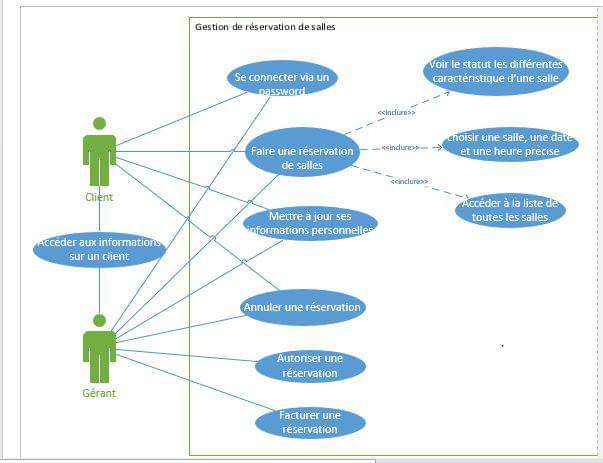 Gestion de réservation de salles
Se connecter via un
password
Voir le statut les différentes
caractéristique d'une salle
<<inclure>>
Faire une réservation
de salles
<<inclure>>
choisir une salle, une date
et une heure précise
<<inclure>>
Accéder à la liste de
toutes les salles
Client
Mettre à jour ses
informations personnelles
Accéder aux informations
sur un client
Annuler une réservation
Autoriser une
réservation
Gérant
Facturer une
réservation